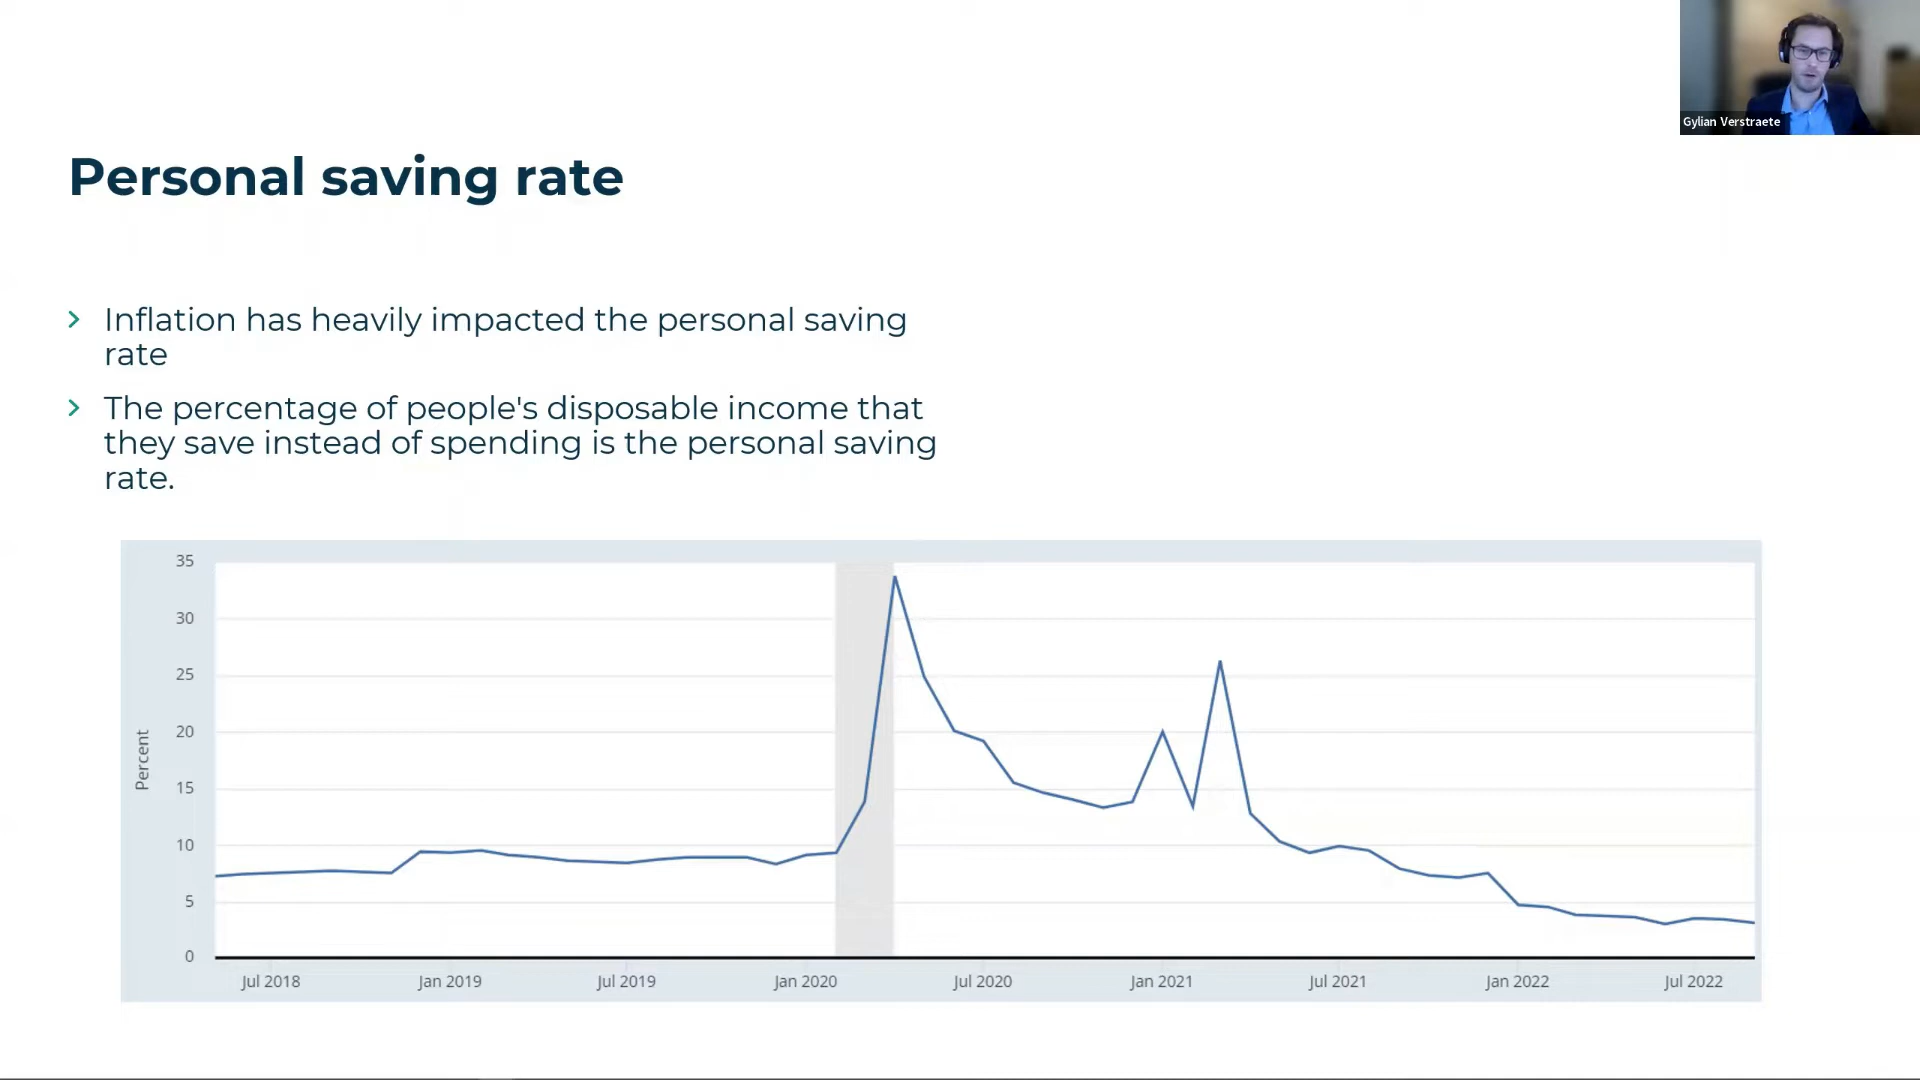 Gylian Verstraete
Personal saving rate
Inflation has heavily impacted the personal saving
rate
The percentage of people's disposable income that
they save instead of spending is the personal saving
rate.
35
30
25
20
15
10
5
0
Percent
Jul 2018
Jan 2019
Jul 2019
Jan 2020
Jul 2020
Jan 2021
Jul 2021
Jan 2022
Jul 2022